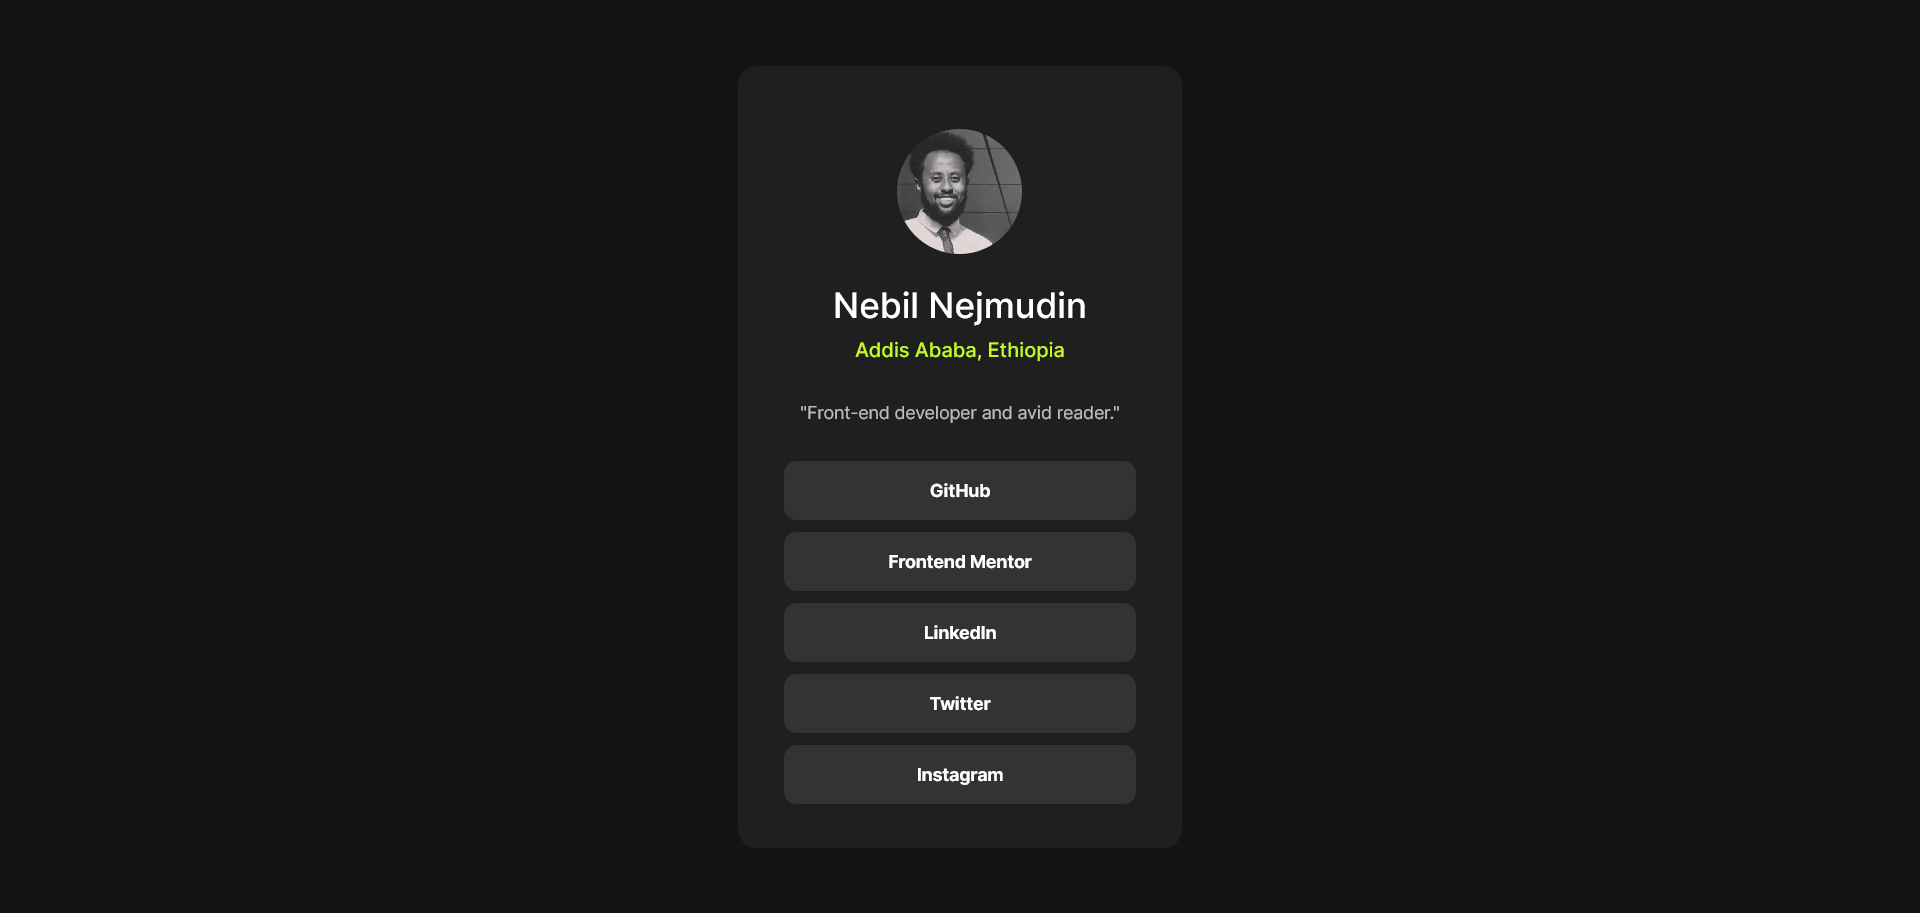 Nebil Nejmudin
Addis Ababa, Ethiopia
"Front-end developer and avid reader."
GitHub
Frontend Mentor
LinkedIn
Twitter
Instagram